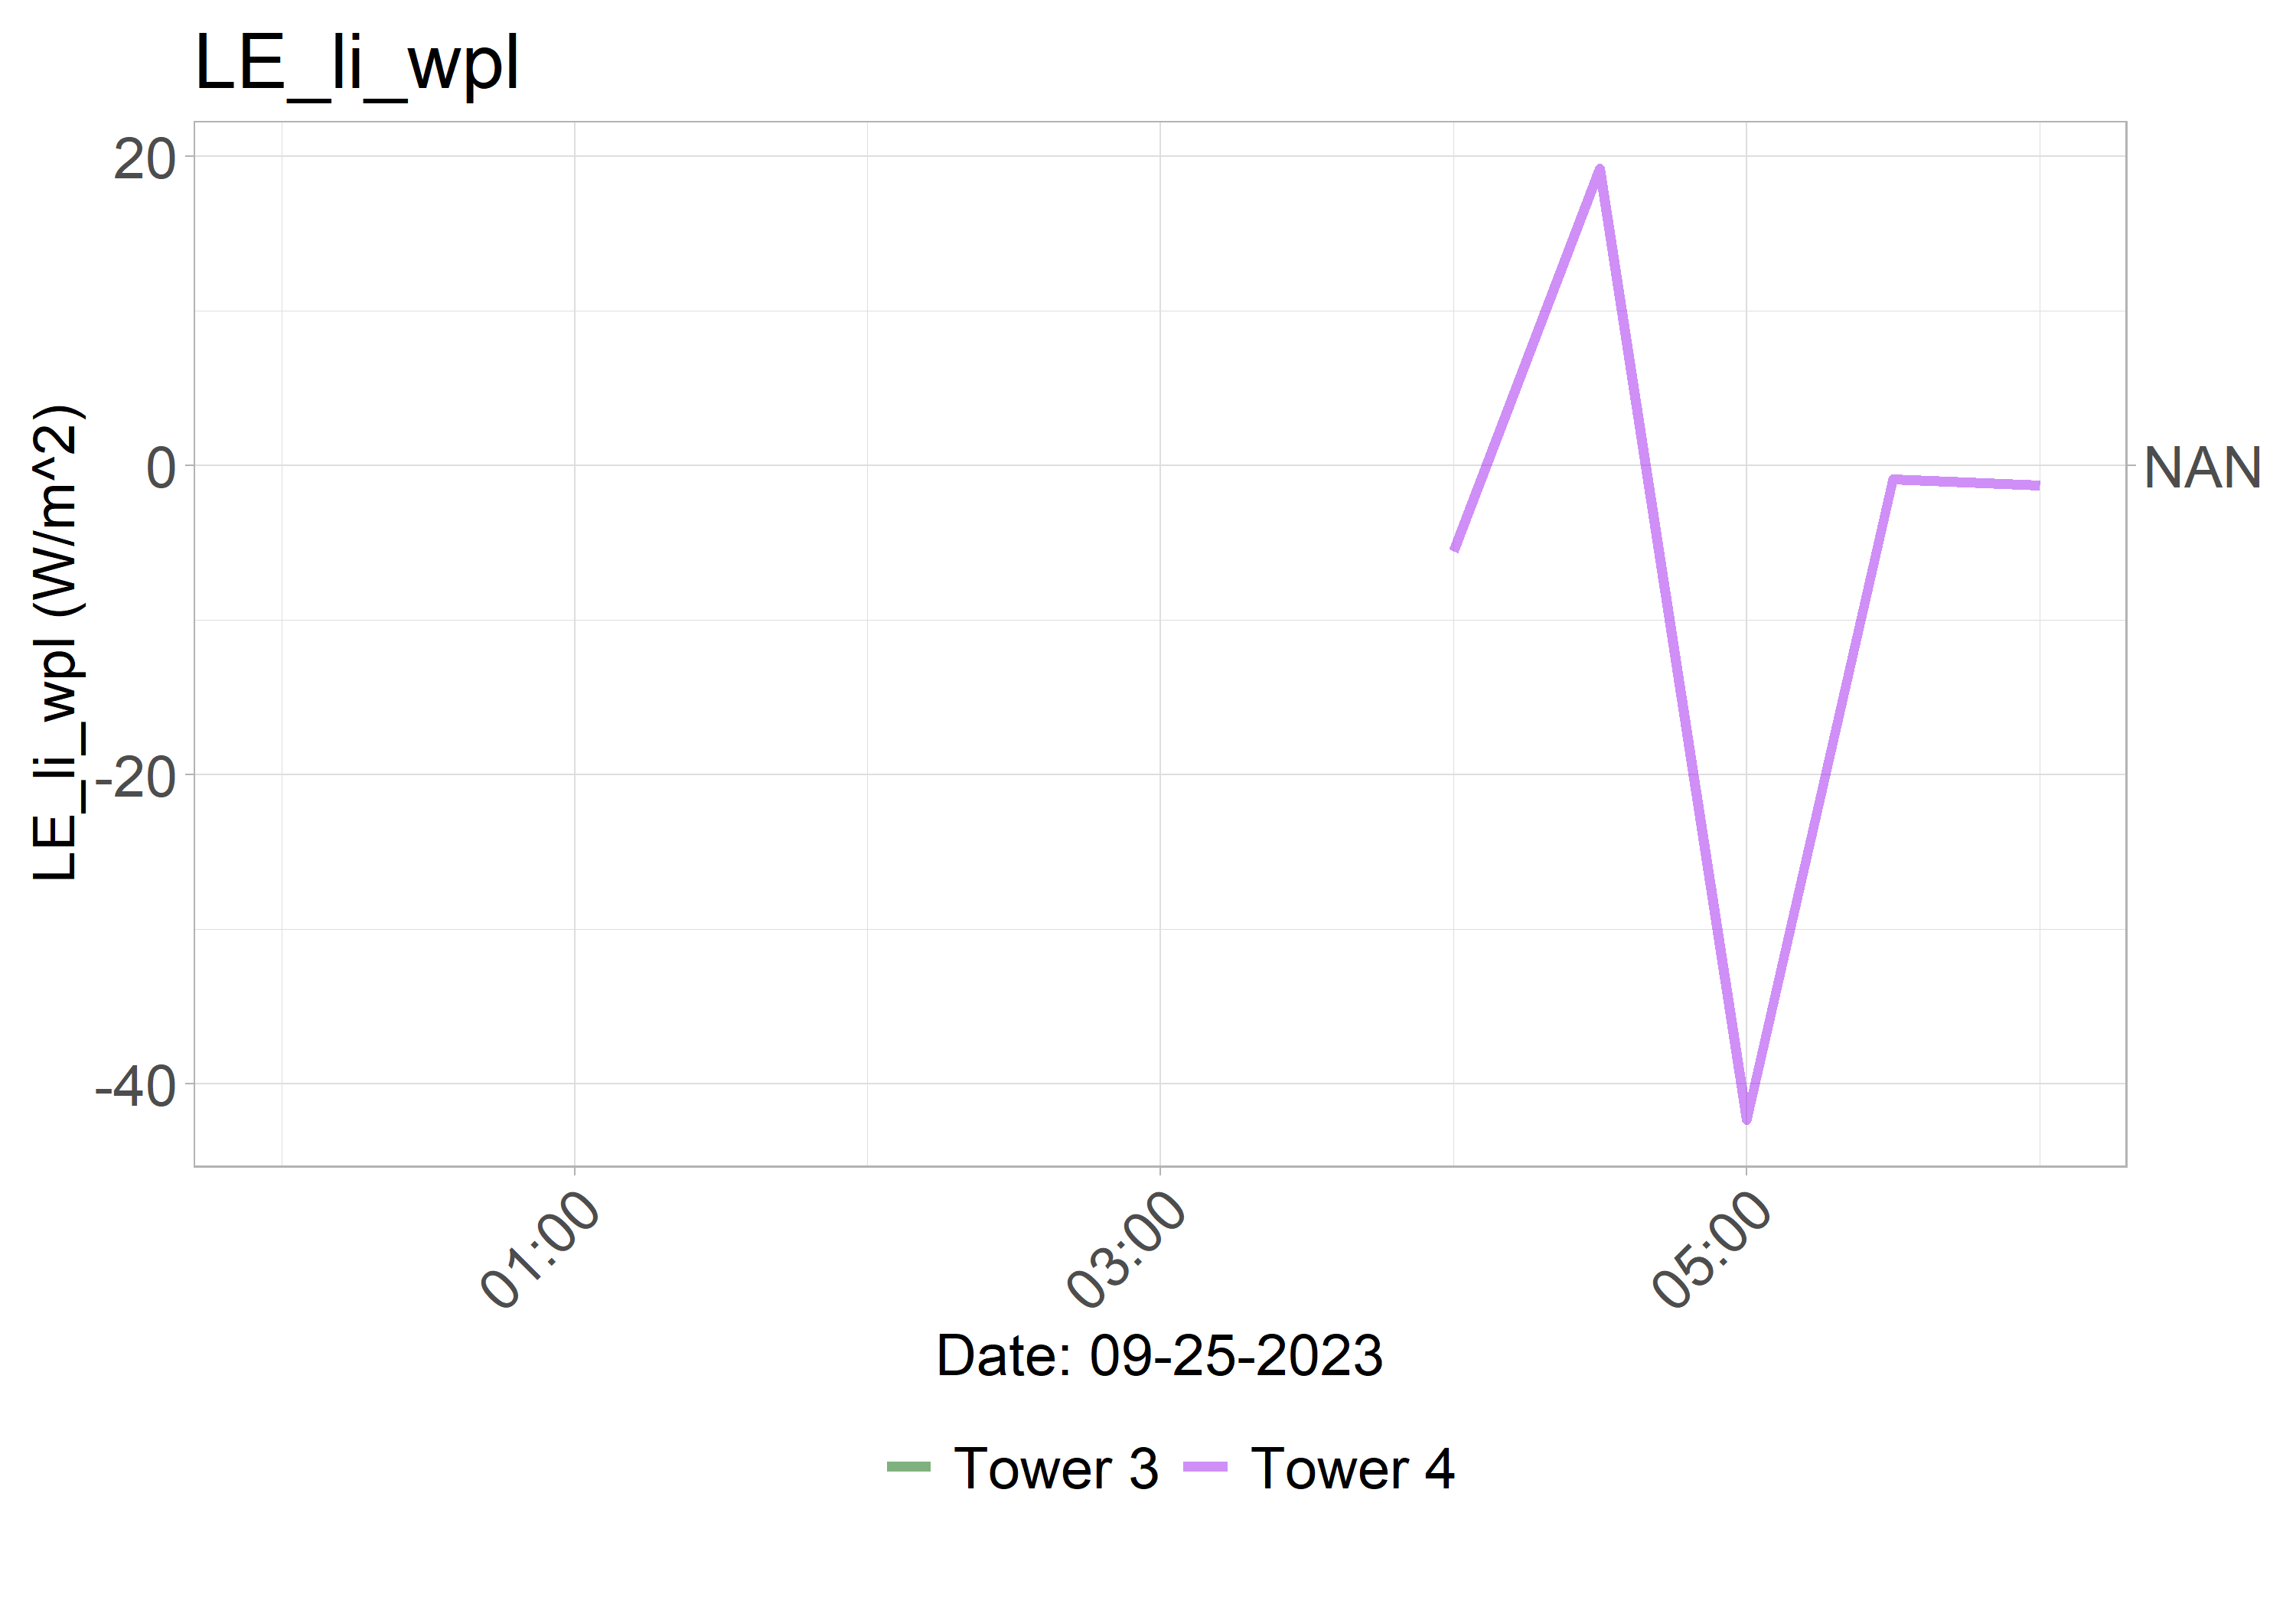 LE_li_wpl
LE_li_wpl (W/m^2)
20
0
-20
-40
NAN
01:00
03:00
05:00
Date: 09-25-2023
Tower 3
Tower 4